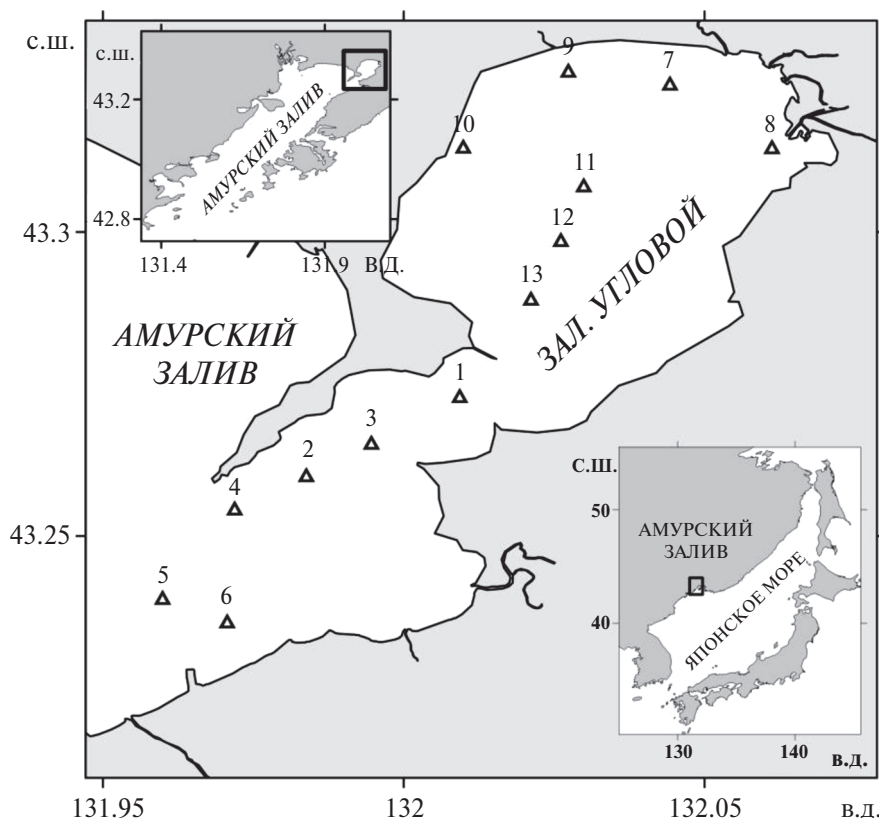 с.ш.
с.ш.
43.2
42.8
131.4
131.9
в.д.
АМУРСКИЙ ЗАЛИВ
9
7
10
8
11
12
13
43.3
ЗАЛ. УГЛОВОЙ
АМУРСКИЙ
ЗАЛИВ
1
3
2
4
43.25
5
6
с.ш.
50
40
АМУРСКИЙ
ЗАЛИВ
ЯПОНСКОЕ МОРЕ
130
140
в.д.
131.95
132
132.05
в.д.